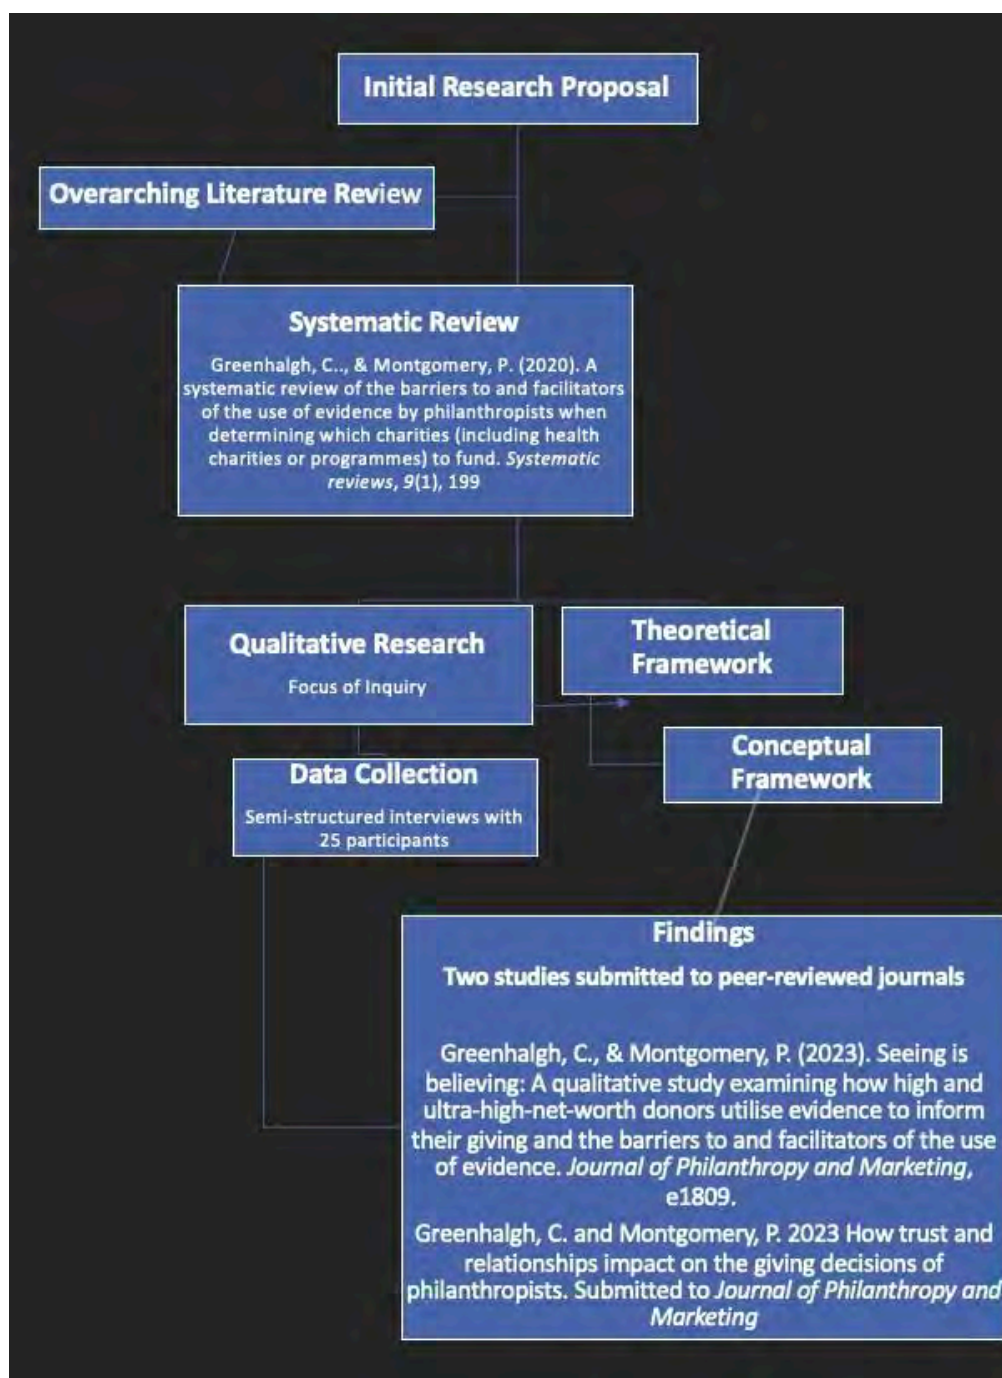 Initial Research Proposal
Overarching Literature Review
Systematic Review
Greenhalgh, C.., & Montgomery, P. (2020). A
systematic review of the barriers to and facilitators
of the use of evidence by philanthropists when
determining which charities (including health
charities or programmes) to fund. Systematic
reviews, 9(1), 199
Qualitative Research
Focus of Inquiry
Theoretical
Framework
Conceptual
Framework
Data Collection
Semi-structured interviews with
25 participants
Findings
Two studies submitted to peer-reviewed journals
Greenhalgh, C., & Montgomery, P. (2023). Seeing is
believing: A qualitative study examining how high and
ultra-high-net-worth donors utilise evidence to inform
their giving and the barriers to and facilitators of the use
of evidence. Journal of Philanthropy and Marketing,
e1809.
Greenhalgh, C. and Montgomery, P. 2023 How trust and
relationships impact on the giving decisions of
philanthropists. Submitted to Journal of Philanthropy and
Marketing